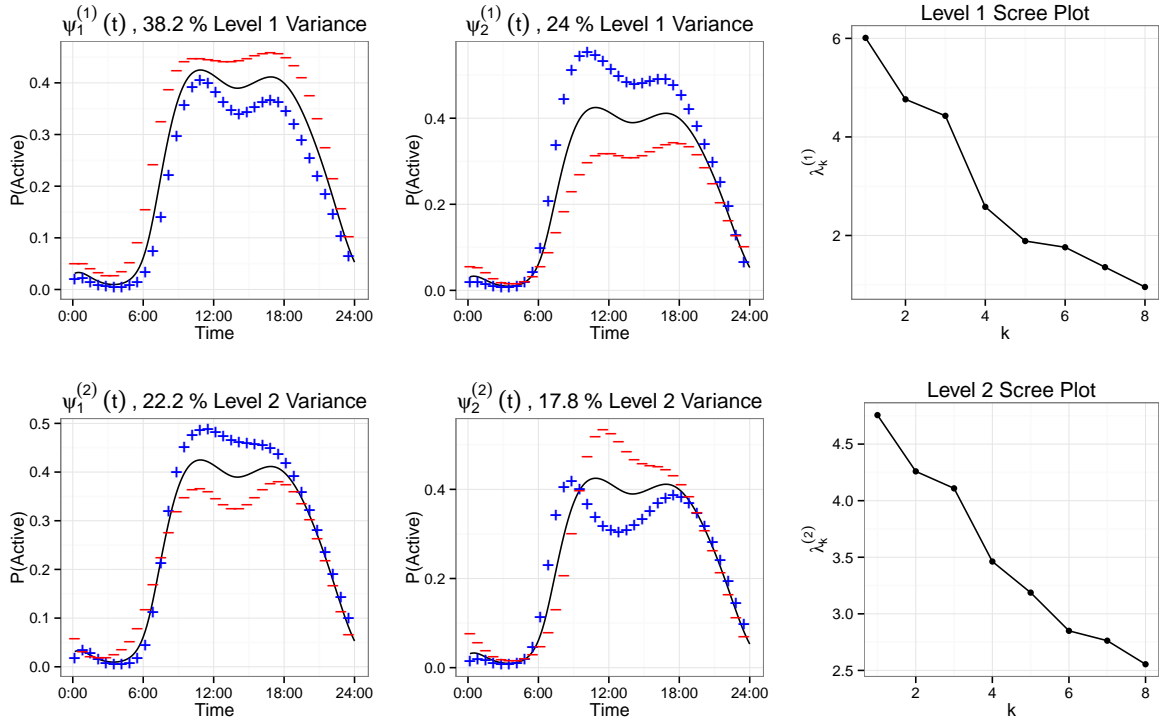 ψ₁⁽¹⁾(t) , 38.2 % Level 1 Variance
P(Active)
0.4
0.3
0.2
0.1
0.0
0:00 6:00 12:00 18:00 24:00
Time
ψ₂⁽¹⁾(t) , 24 % Level 1 Variance
P(Active)
0.4
0.2
0.0
0:00 6:00 12:00 18:00 24:00
Time
Level 1 Scree Plot
λₖ⁽¹⁾
6
4
2
2 4 6 8
k
ψ₁⁽²⁾(t) , 22.2 % Level 2 Variance
P(Active)
0.5
0.4
0.3
0.2
0.1
0.0
0:00 6:00 12:00 18:00 24:00
Time
ψ₂⁽²⁾(t) , 17.8 % Level 2 Variance
P(Active)
0.4
0.2
0.0
0:00 6:00 12:00 18:00 24:00
Time
Level 2 Scree Plot
λₖ⁽²⁾
4.5
4.0
3.5
3.0
2.5
2 4 6 8
k